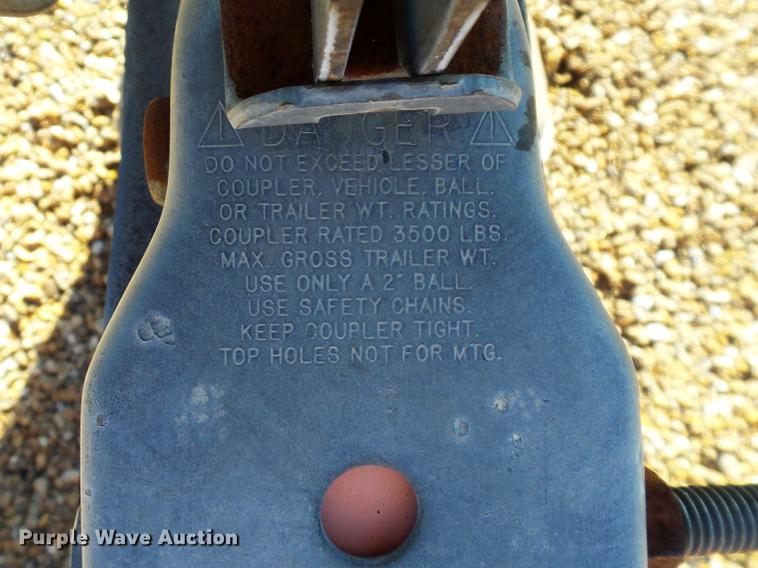 DANGER
DO NOT EXCEED LESSER OF
COUPLER, VEHICLE, BALL,
OR TRAILER WT. RATINGS.
COUPLER RATED 3500 LBS.
MAX. GROSS TRAILER WT.
USE ONLY A 2" BALL.
USE SAFETY CHAINS.
KEEP COUPLER TIGHT.
TOP HOLES NOT FOR MTG.
Purple Wave Auction